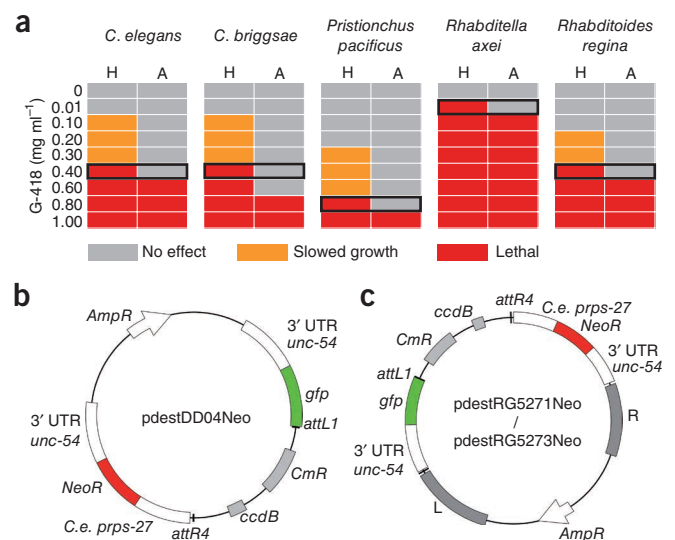 a
C. elegans
C. briggsae
Pristionchus pacificus
Rhabditella axei
Rhabditoides regina
H A H A H A H A H A
G-418 (mg ml⁻¹)
0
0.01
0.10
0.20
0.30
0.40
0.60
0.80
1.00
No effect Slowed growth Lethal
b
AmpR
3′ UTR
unc-54
gfp
attL1
CmR
ccdB
attR4
C.e. prps-27
NeoR
3′ UTR
unc-54
pdestDD04Neo
c
attR4
C.e. prps-27
NeoR
3′ UTR
unc-54
R
AmpR
L
3′ UTR
unc-54
gfp
attL1
CmR
ccdB
pdestRG5271Neo
/
pdestRG5273Neo